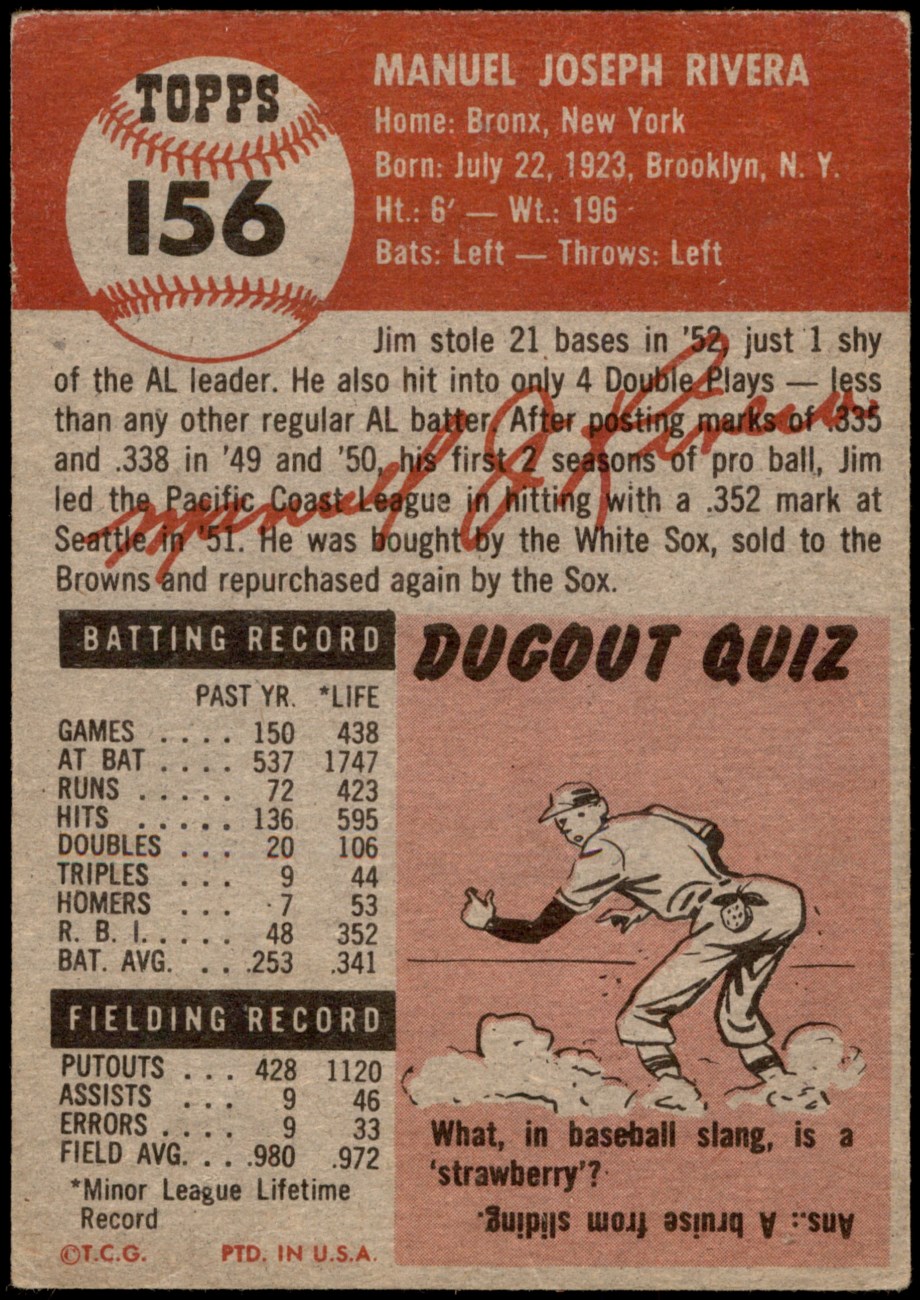 TOPPS
156
MANUEL JOSEPH RIVERA
Home: Bronx, New York
Born: July 22, 1923, Brooklyn, N. Y.
Ht.: 6′ — Wt.: 196
Bats: Left — Throws: Left
Jim stole 21 bases in '52, just 1 shy
of the AL leader. He also hit into only 4 Double Plays — less
than any other regular AL batter. After posting marks of .335
and .338 in '49 and '50, his first 2 seasons of pro ball, Jim
led the Pacific Coast League in hitting with a .352 mark at
Seattle in '51. He was bought by the White Sox, sold to the
Browns and repurchased again by the Sox.
Manuel J. Rivera
BATTING RECORD
PAST YR. *LIFE
GAMES .... 150 438
AT BAT .... 537 1747
RUNS ..... 72 423
HITS ..... 136 595
DOUBLES ... 20 106
TRIPLES ... 9 44
HOMERS ... 7 53
R. B. I. .... 48 352
BAT. AVG. ... .253 .341
FIELDING RECORD
PUTOUTS ... 428 1120
ASSISTS ... 9 46
ERRORS .... 9 33
FIELD AVG. ... .980 .972
*Minor League Lifetime
Record
©T.C.G. PTD. IN U.S.A.
DUGOUT QUIZ
What, in baseball slang, is a
'strawberry'?
Ans.: A bruise from sliding.